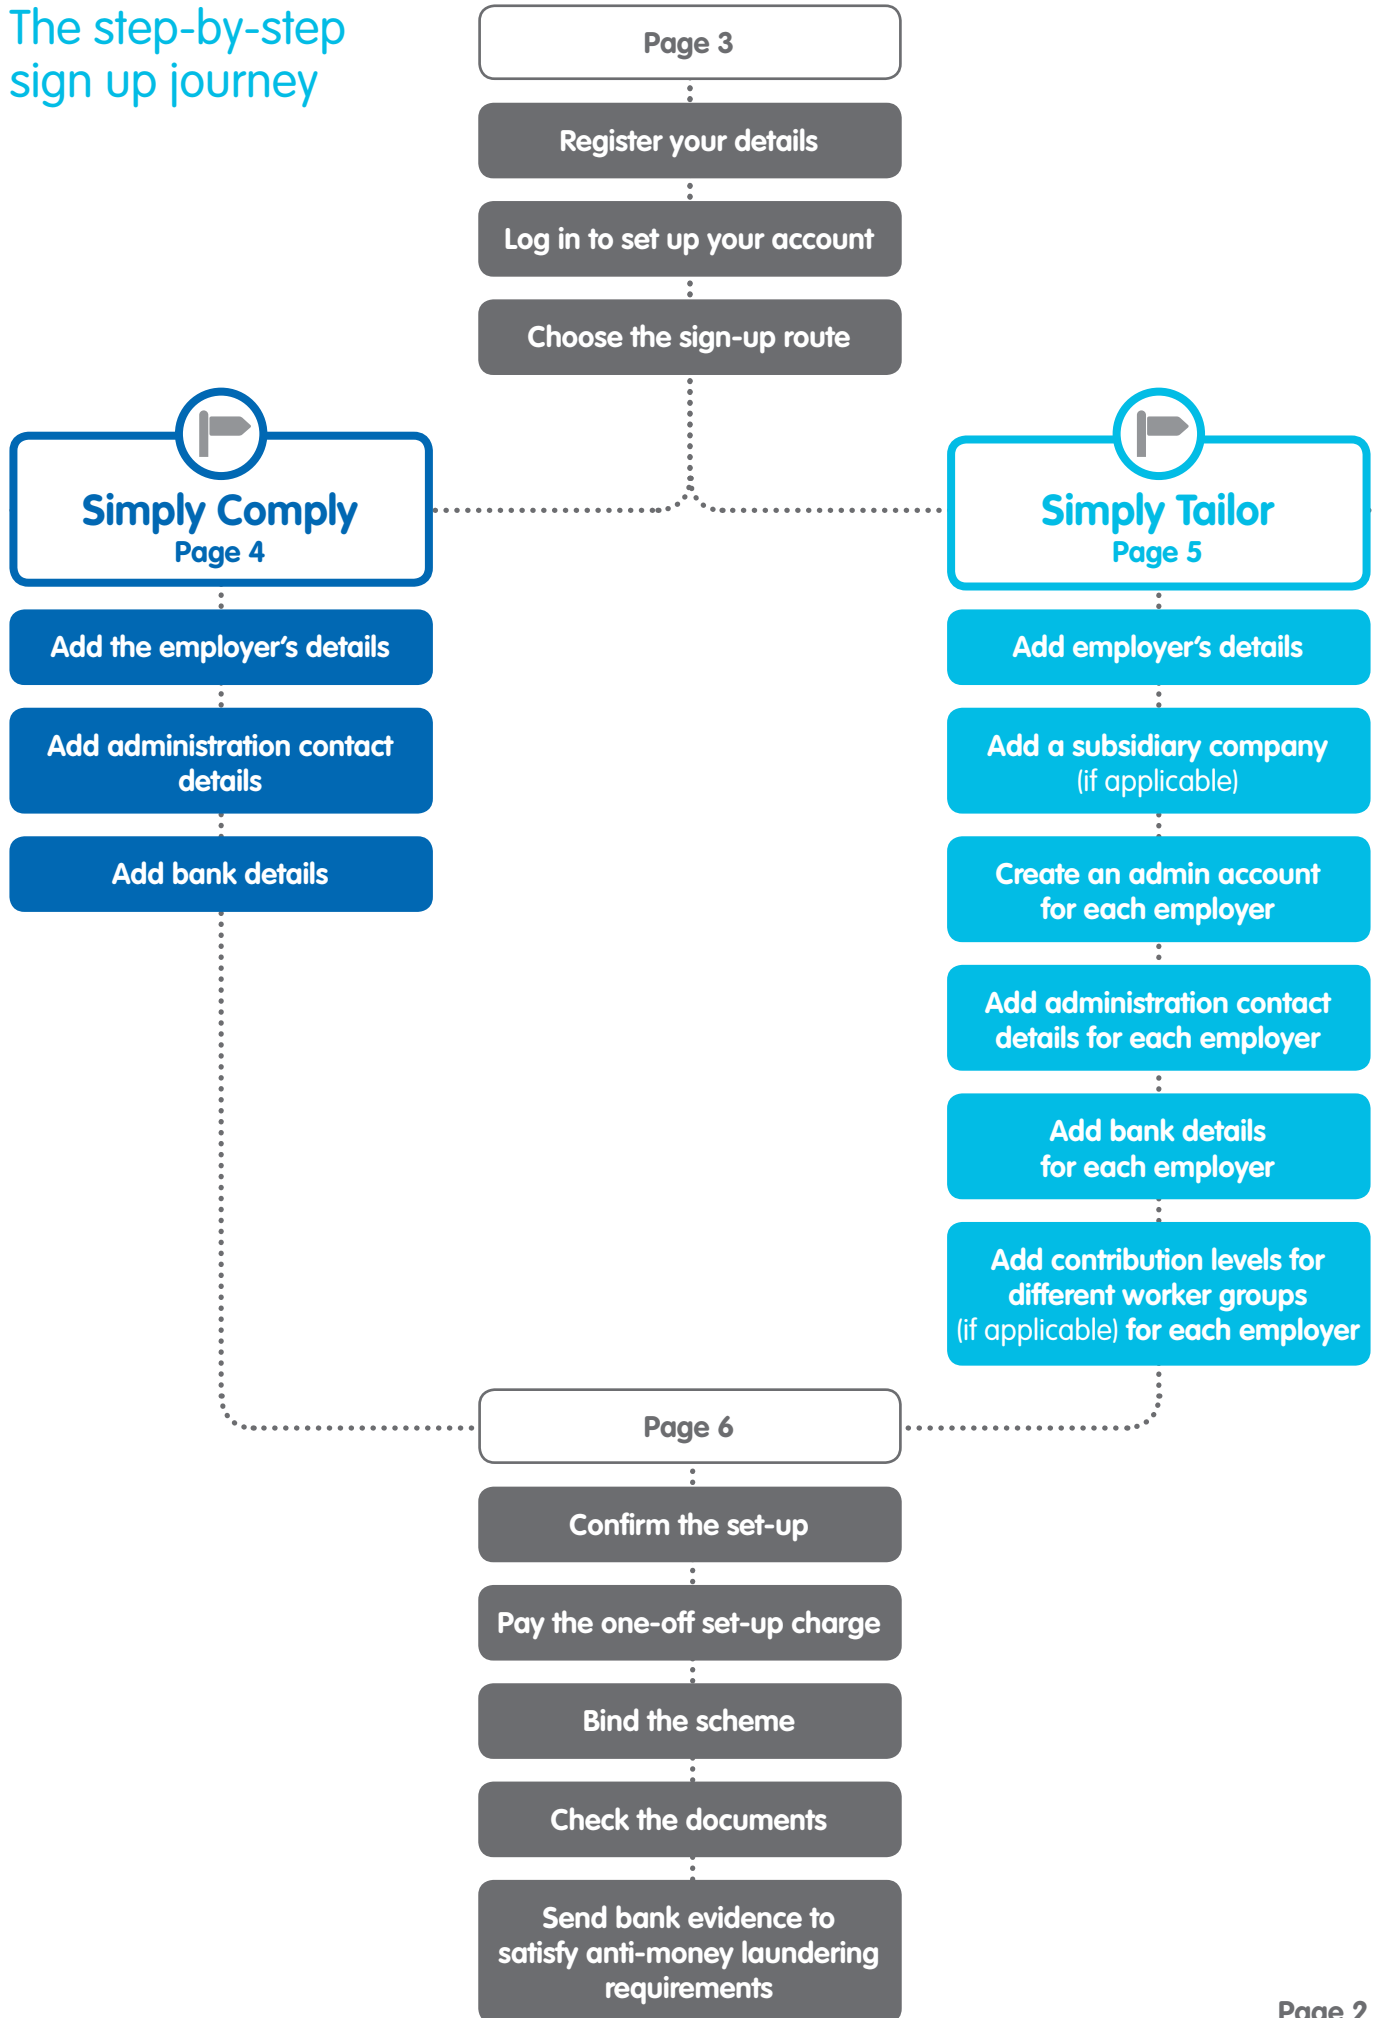 The step-by-step
sign up journey
Page 3
Register your details
Log in to set up your account
Choose the sign-up route
Simply Comply
Page 4
Add the employer's details
Add administration contact
details
Add bank details
Simply Tailor
Page 5
Add employer's details
Add a subsidiary company
(if applicable)
Create an admin account
for each employer
Add administration contact
details for each employer
Add bank details
for each employer
Add contribution levels for
different worker groups
(if applicable) for each employer
Page 6
Confirm the set-up
Pay the one-off set-up charge
Bind the scheme
Check the documents
Send bank evidence to
satisfy anti-money laundering
requirements
Page 2